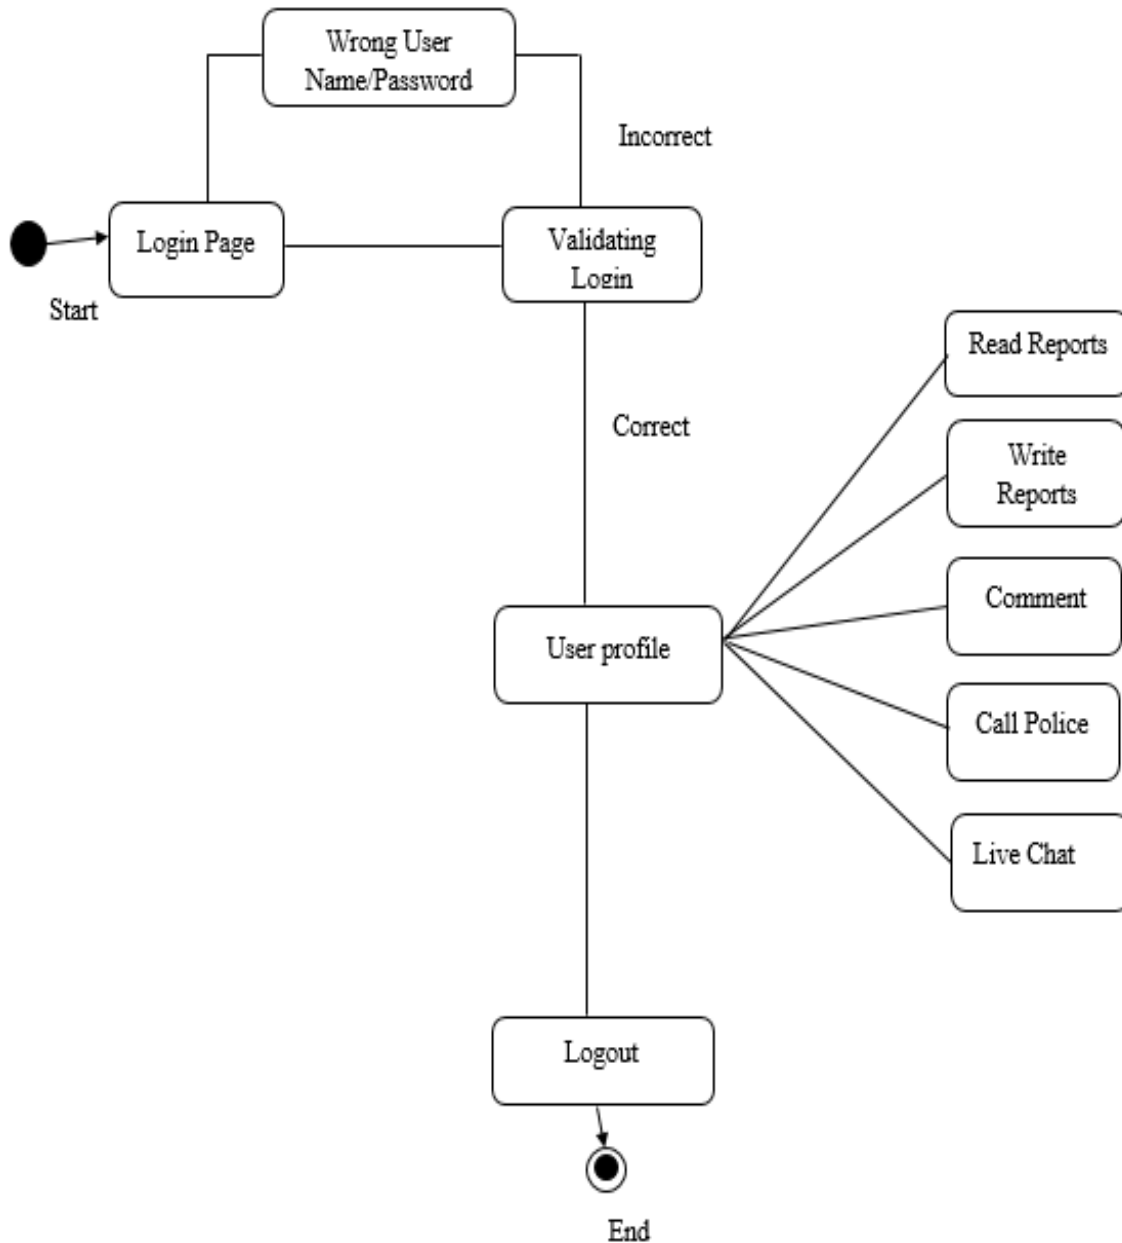 Wrong User
Name/Password
Incorrect
Login Page
Validating
Login
Start
Read Reports
Correct
Write
Reports
Comment
User profile
Call Police
Live Chat
Logout
End